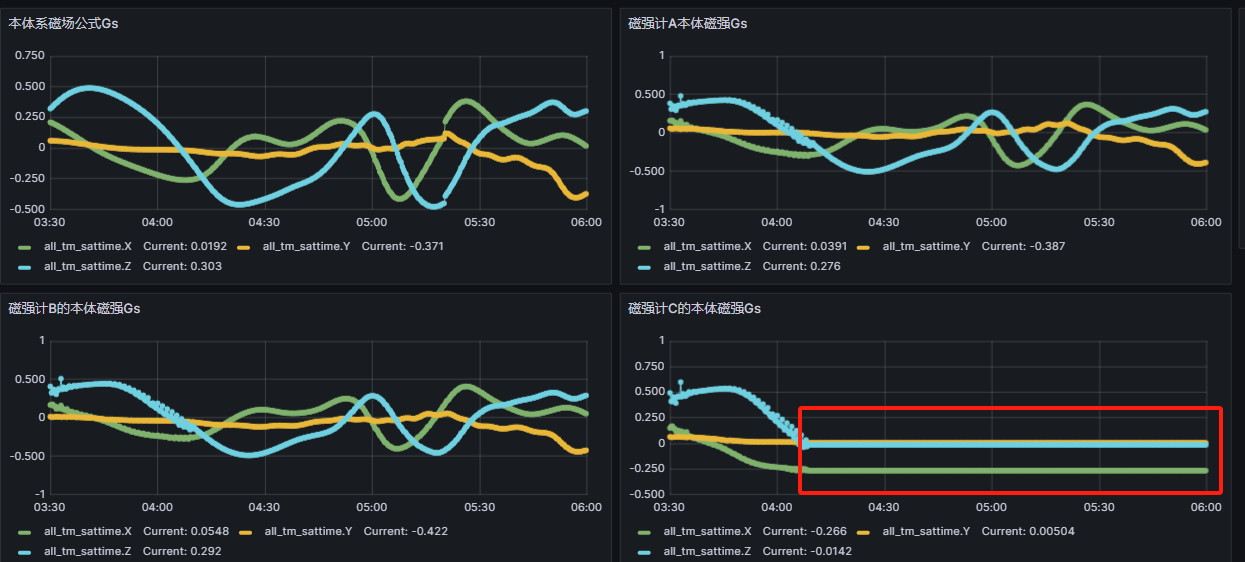 本体系磁场公式Gs
0.750
0.500
0.250
0
-0.250
-0.500
03:30 04:00 04:30 05:00 05:30 06:00
all_tm_sattime.X Current: 0.0192 all_tm_sattime.Y Current: -0.371
all_tm_sattime.Z Current: 0.303
磁强计A本体磁强Gs
1
0.500
0
-0.500
-1
03:30 04:00 04:30 05:00 05:30 06:00
all_tm_sattime.X Current: 0.0391 all_tm_sattime.Y Current: -0.387
all_tm_sattime.Z Current: 0.276
磁强计B的本体磁强Gs
1
0.500
0
-0.500
-1
03:30 04:00 04:30 05:00 05:30 06:00
all_tm_sattime.X Current: 0.0548 all_tm_sattime.Y Current: -0.422
all_tm_sattime.Z Current: 0.292
磁强计C的本体磁强Gs
1
0.750
0.500
0.250
0
-0.250
-0.500
03:30 04:00 04:30 05:00 05:30 06:00
all_tm_sattime.X Current: -0.266 all_tm_sattime.Y Current: 0.00504
all_tm_sattime.Z Current: -0.0142